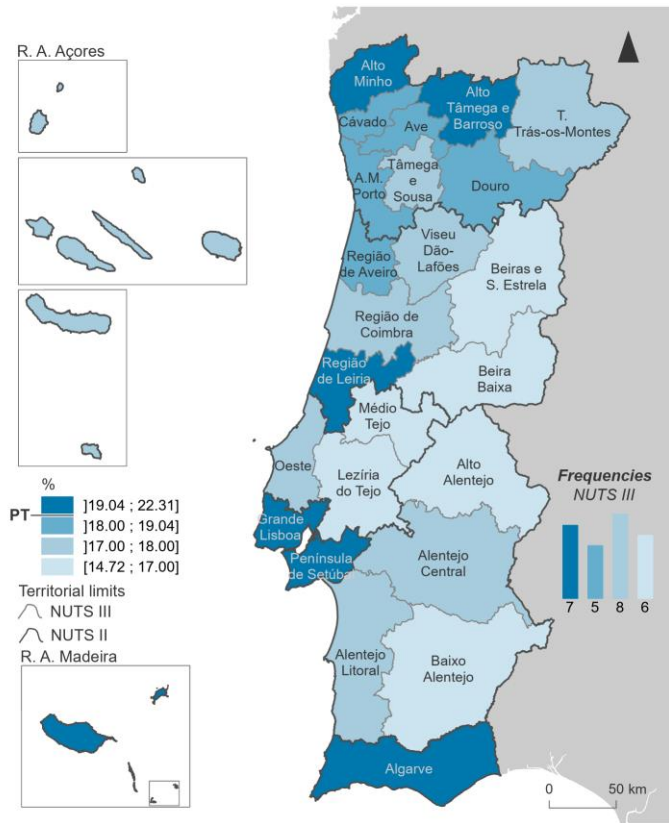 R. A. Açores
Alto
Minho
Alto
Tâmega e
Barroso
T.
Trás-os-Montes
Cávado
Ave
Tâmega
e
Sousa
A.M.
Porto
Douro
Viseu
Dão-
Lafões
Região
de Aveiro
Beiras e
S. Estrela
Região de
Coimbra
Região
de Leiria
Beira
Baixa
Médio
Tejo
Oeste
Lezíria
do Tejo
Alto
Alentejo
Grande
Lisboa
Península
de Setúbal
Alentejo
Central
Alentejo
Litoral
Baixo
Alentejo
Algarve
%
PT
]19.04 ; 22.31]
]18.00 ; 19.04]
]17.00 ; 18.00]
[14.72 ; 17.00]
Territorial limits
NUTS III
NUTS II
R. A. Madeira
Frequencies
NUTS III
7 5 8 6
0 50 km